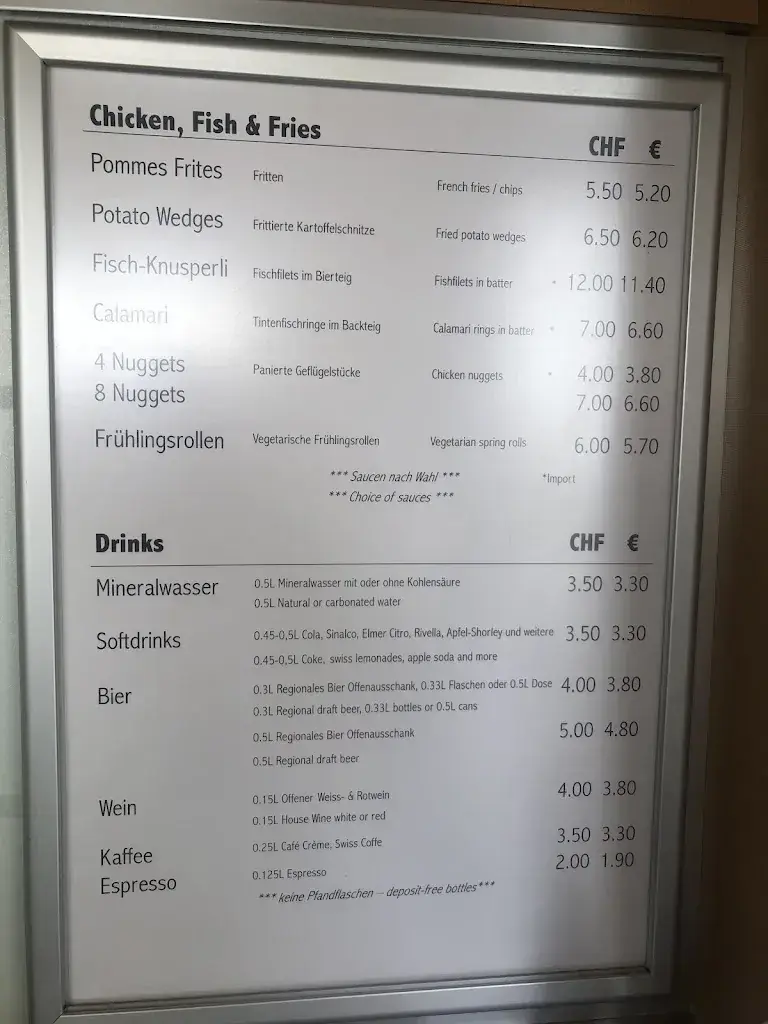 Chicken, Fish & Fries CHF €
Pommes Frites Fritten French fries / chips 5.50 5.20
Potato Wedges Frittierte Kartoffelschnitze Fried potato wedges 6.50 6.20
Fisch-Knusperli Fischfilets im Bierteig Fishfilets in batter * 12.00 11.40
Calamari Tintenfischringe im Backteig Calamari rings in batter * 7.00 6.60
4 Nuggets Panierte Geflügelstücke Chicken nuggets * 4.00 3.80
8 Nuggets 7.00 6.60
Frühlingsrollen Vegetarische Frühlingsrollen Vegetarian spring rolls 6.00 5.70
*** Saucen nach Wahl *** *Import
*** Choice of sauces ***
Drinks CHF €
Mineralwasser 0.5L Mineralwasser mit oder ohne Kohlensäure 3.50 3.30
0.5L Natural or carbonated water
Softdrinks 0.45-0,5L Cola, Sinalco, Elmer Citro, Rivella, Apfel-Shorley und weitere 3.50 3.30
0.45-0,5L Coke, swiss lemonades, apple soda and more
Bier 0.3L Regionales Bier Offenausschank, 0.33L Flaschen oder 0.5L Dose 4.00 3.80
0.3L Regional draft beer, 0.33L bottles or 0.5L cans
0.5L Regionales Bier Offenausschank 5.00 4.80
0.5L Regional draft beer
Wein 0.15L Offener Weiss- & Rotwein 4.00 3.80
0.15L House Wine white or red
Kaffee 0.25L Café Crème, Swiss Coffe 3.50 3.30
Espresso 0.125L Espresso 2.00 1.90
*** keine Pfandflaschen – deposit-free bottles***